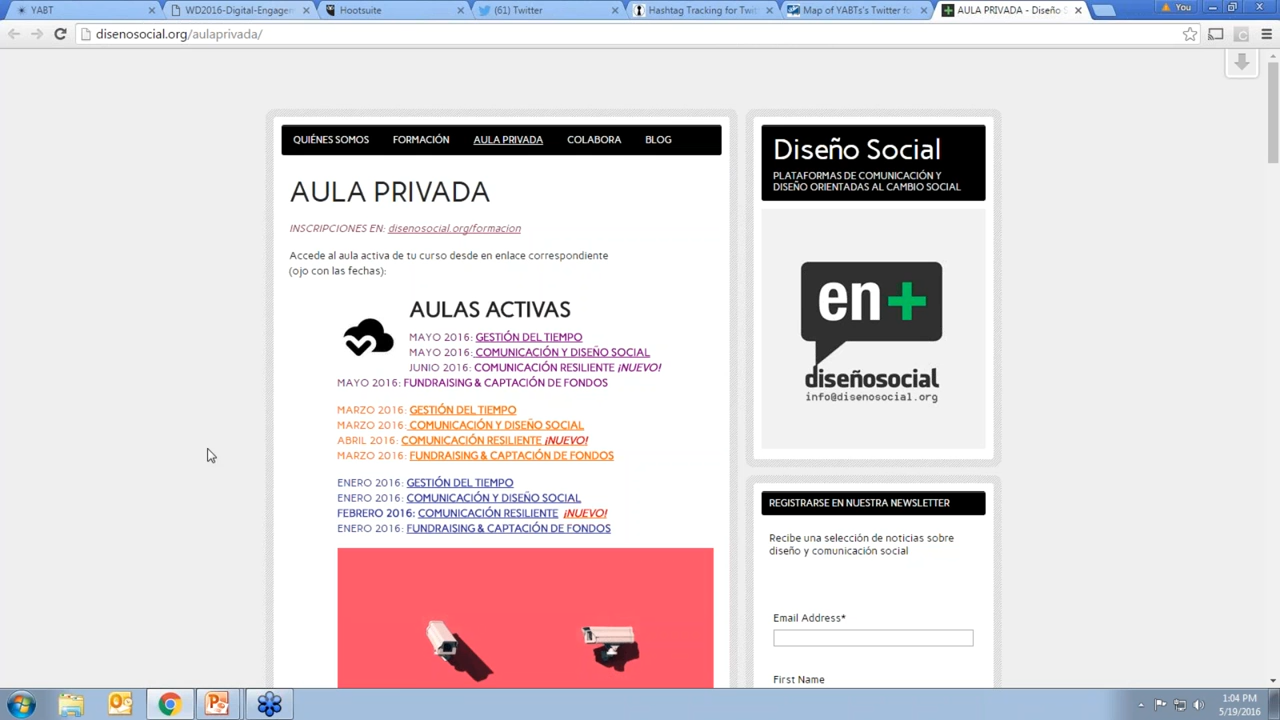 YABT
WD2016-Digital-Engagem
Hootsuite
(61) Twitter
Hashtag Tracking for Twit
Map of YABTs's Twitter fo
AULA PRIVADA - Diseño S
You
disenosocial.org/aulaprivada/
QUIÉNES SOMOS FORMACIÓN AULA PRIVADA COLABORA BLOG
AULA PRIVADA
INSCRIPCIONES EN: disenosocial.org/formacion
Accede al aula activa de tu curso desde en enlace correspondiente
(ojo con las fechas):
AULAS ACTIVAS
MAYO 2016: GESTIÓN DEL TIEMPO
MAYO 2016: COMUNICACIÓN Y DISEÑO SOCIAL
JUNIO 2016: COMUNICACIÓN RESILIENTE ¡NUEVO!
MAYO 2016: FUNDRAISING & CAPTACIÓN DE FONDOS
MARZO 2016: GESTIÓN DEL TIEMPO
MARZO 2016: COMUNICACIÓN Y DISEÑO SOCIAL
ABRIL 2016: COMUNICACIÓN RESILIENTE ¡NUEVO!
MARZO 2016: FUNDRAISING & CAPTACIÓN DE FONDOS
ENERO 2016: GESTIÓN DEL TIEMPO
ENERO 2016: COMUNICACIÓN Y DISEÑO SOCIAL
FEBRERO 2016: COMUNICACIÓN RESILIENTE ¡NUEVO!
ENERO 2016: FUNDRAISING & CAPTACIÓN DE FONDOS
Diseño Social
PLATAFORMAS DE COMUNICACIÓN Y
DISEÑO ORIENTADAS AL CAMBIO SOCIAL
en+
diseñosocial
info@disenosocial.org
REGISTRARSE EN NUESTRA NEWSLETTER
Recibe una selección de noticias sobre
diseño y comunicación social
Email Address*
First Name
1:04 PM
5/19/2016